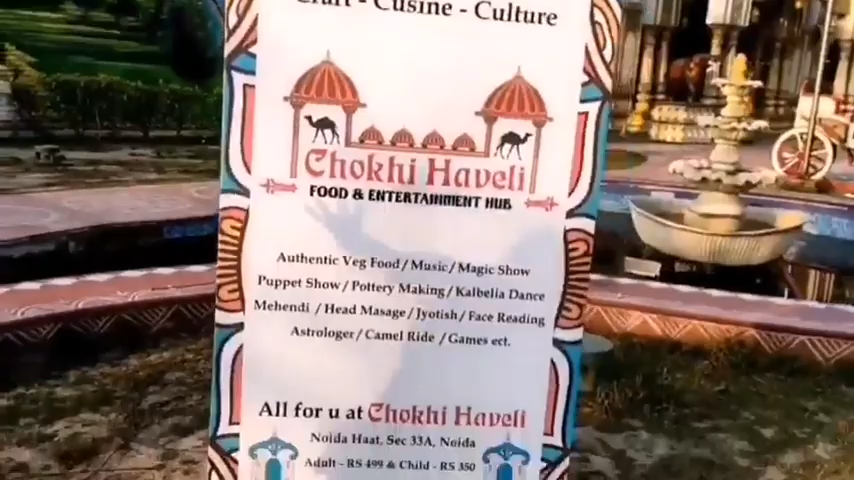 Craft - Cuisine - Culture
Chokhi Haveli
FOOD & ENTERTAINMENT HUB
Authentic Veg Food/Music/Magic Show
Puppet Show/Pottery Making/Kalbelia Dance
Mehendi/Head Massage/Jyotish/Face Reading
Astrologer/Camel Ride/Games ect.
All for u at Chokhi Haveli
Noida Haat, Sec 33A, Noida
Adult - RS 499 & Child - RS 350